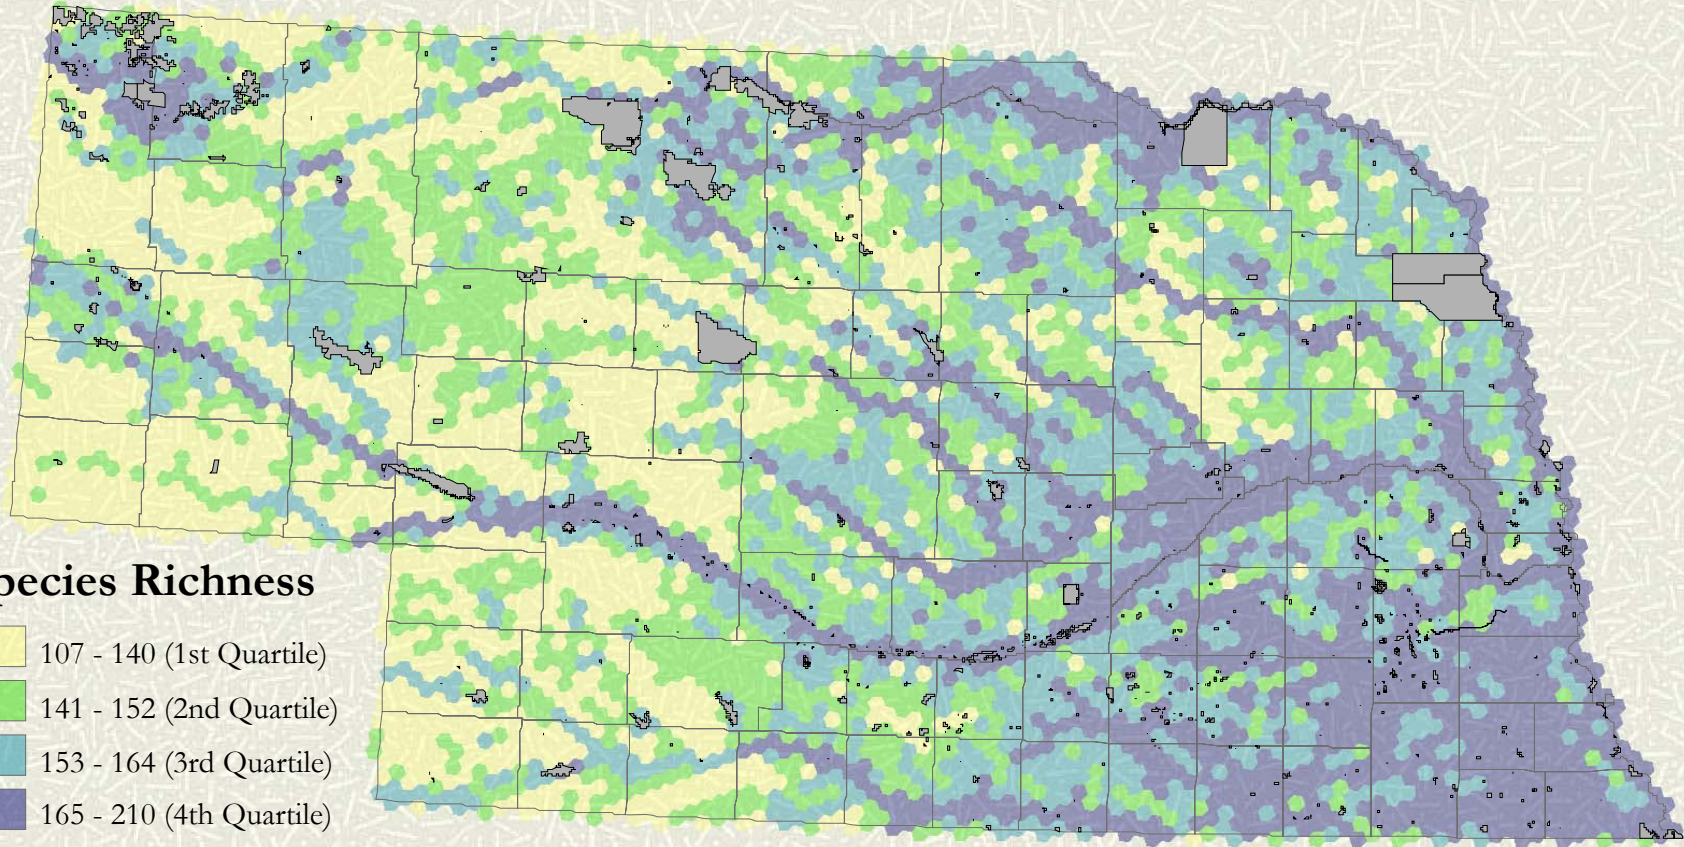 pecies Richness
107 - 140 (1st Quartile)
141 - 152 (2nd Quartile)
153 - 164 (3rd Quartile)
165 - 210 (4th Quartile)